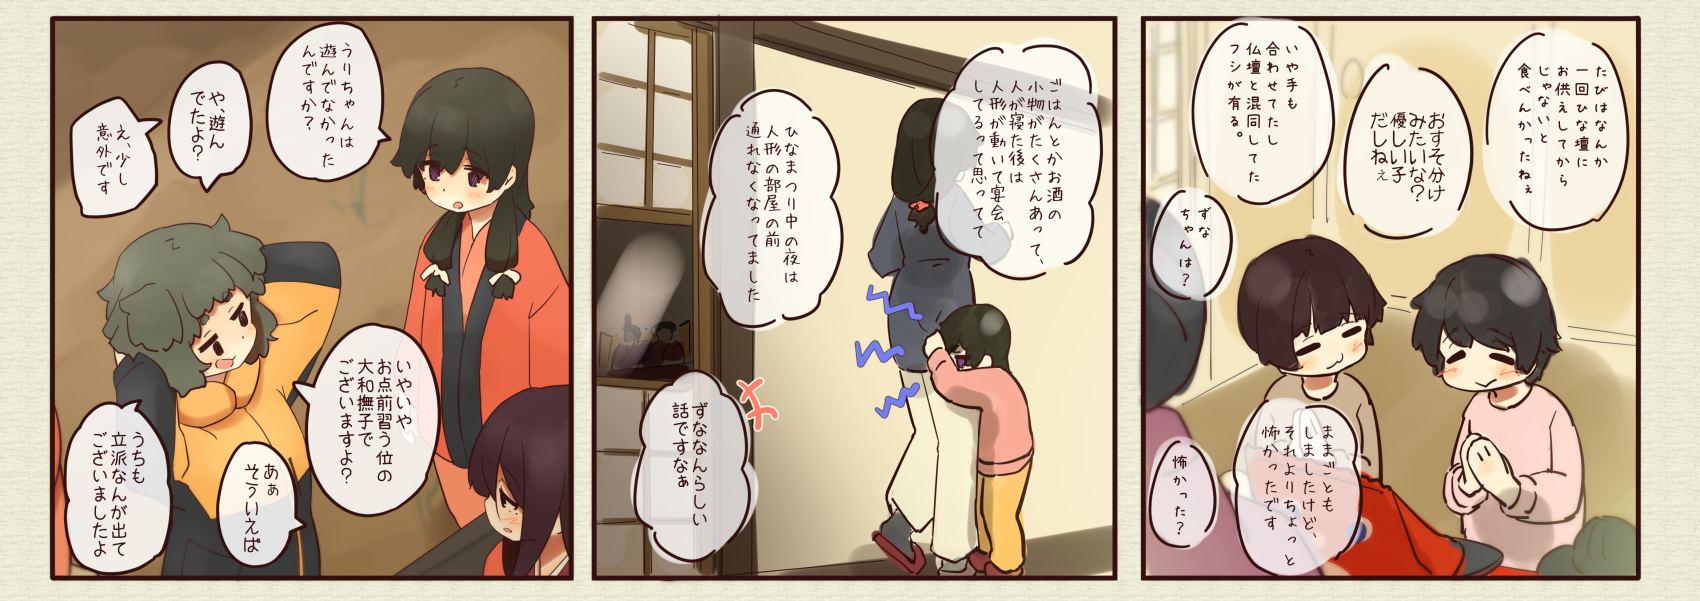 たびはなんか
一回ひな壇に
お供えしてから
じゃないと
食べんかったねぇ
おすそ分け
みたいな?
優しい子
だしねぇ
いや手も
合わせてたし
仏壇と混同してた
フシが有る。
ずな
ちゃんは?
ままごとも
しましたけど、
それよりちょっと
怖かったです
怖かった?
ごはんとかお酒の
小物がたくさんあって、
人が寝た後は
人形が動いて宴会
してるって思ってて
ひなまつり中の夜は
人形の部屋の前
通れなくなってました
ずななんらしい
話ですなぁ
うりちゃんは
遊んでなかった
んですか?
や、遊ん
でたよ?
え、少し
意外です
いやいや
お点前習う位の
大和撫子で
ございますよ?
あぁ
そういえば
うちも
立派なんが出て
ございましたよ